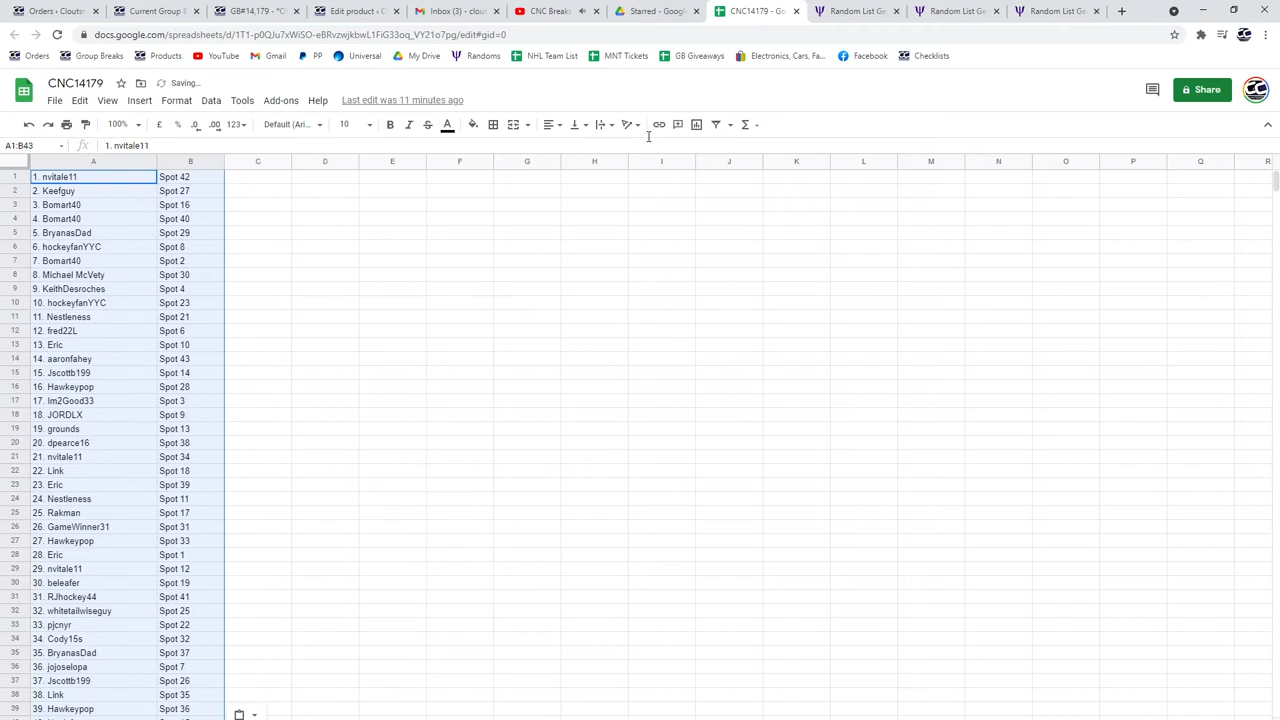 Orders ‹ Clouts
Current Group B
GB#14,179 - *O
Edit product ‹ C
Inbox (3) - clout
CNC Breaks
Starred - Googl
CNC14179 - Go
Random List Ge
Random List Ge
Random List Ge
docs.google.com/spreadsheets/d/1T1-p0QJu7xWiSO-eBRvzwjkbwL1FiG33oq_VY21o7pg/edit#gid=0
Orders
Group Breaks
Products
YouTube
Gmail
PP
Universal
My Drive
Randoms
NHL Team List
MNT Tickets
GB Giveaways
Electronics, Cars, Fa...
Facebook
Checklists
CNC14179
Saving...
File Edit View Insert Format Data Tools Add-ons Help Last edit was 11 minutes ago
Share
100% £ % .0 .00 123 Default (Ari... 10 B I S A
A1:B43 fx 1. nvitale11
A B C D E F G H I J K L M N O P Q R
1 1. nvitale11 Spot 42
2 2. Keefguy Spot 27
3 3. Bomart40 Spot 16
4 4. Bomart40 Spot 40
5 5. BryanasDad Spot 29
6 6. hockeyfanYYC Spot 8
7 7. Bomart40 Spot 2
8 8. Michael McVety Spot 30
9 9. KeithDesroches Spot 4
10 10. hockeyfanYYC Spot 23
11 11. Nestleness Spot 21
12 12. fred22L Spot 6
13 13. Eric Spot 10
14 14. aaronfahey Spot 43
15 15. Jscottb199 Spot 14
16 16. Hawkeypop Spot 28
17 17. Im2Good33 Spot 3
18 18. JORDLX Spot 9
19 19. grounds Spot 13
20 20. dpearce16 Spot 38
21 21. nvitale11 Spot 34
22 22. Link Spot 18
23 23. Eric Spot 39
24 24. Nestleness Spot 11
25 25. Rakman Spot 17
26 26. GameWinner31 Spot 31
27 27. Hawkeypop Spot 33
28 28. Eric Spot 1
29 29. nvitale11 Spot 12
30 30. beleafer Spot 19
31 31. RJhockey44 Spot 41
32 32. whitetailwiseguy Spot 25
33 33. pjcnyr Spot 22
34 34. Cody15s Spot 32
35 35. BryanasDad Spot 37
36 36. jojoselopa Spot 7
37 37. Jscottb199 Spot 26
38 38. Link Spot 35
39 39. Hawkeypop Spot 36